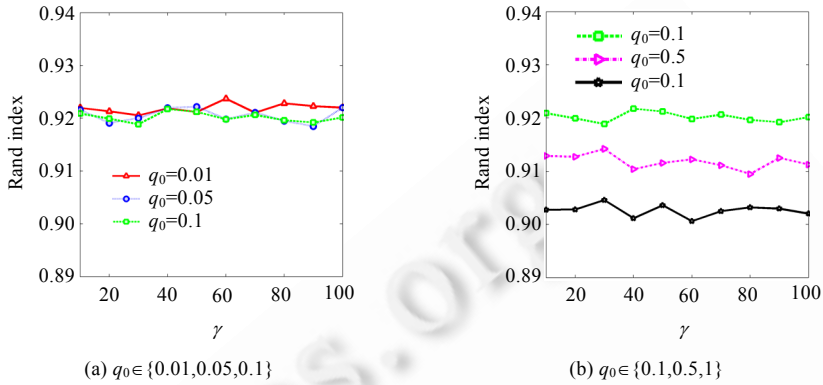 0.94
0.93
0.92
0.91
0.90
0.89
Rand index
q0=0.01
q0=0.05
q0=0.1
20 40 60 80 100
γ
(a) q0∈{0.01,0.05,0.1}
0.94
0.93
0.92
0.91
0.90
0.89
Rand index
q0=0.1
q0=0.5
q0=0.1
20 40 60 80 100
γ
(b) q0∈{0.1,0.5,1}
s.org